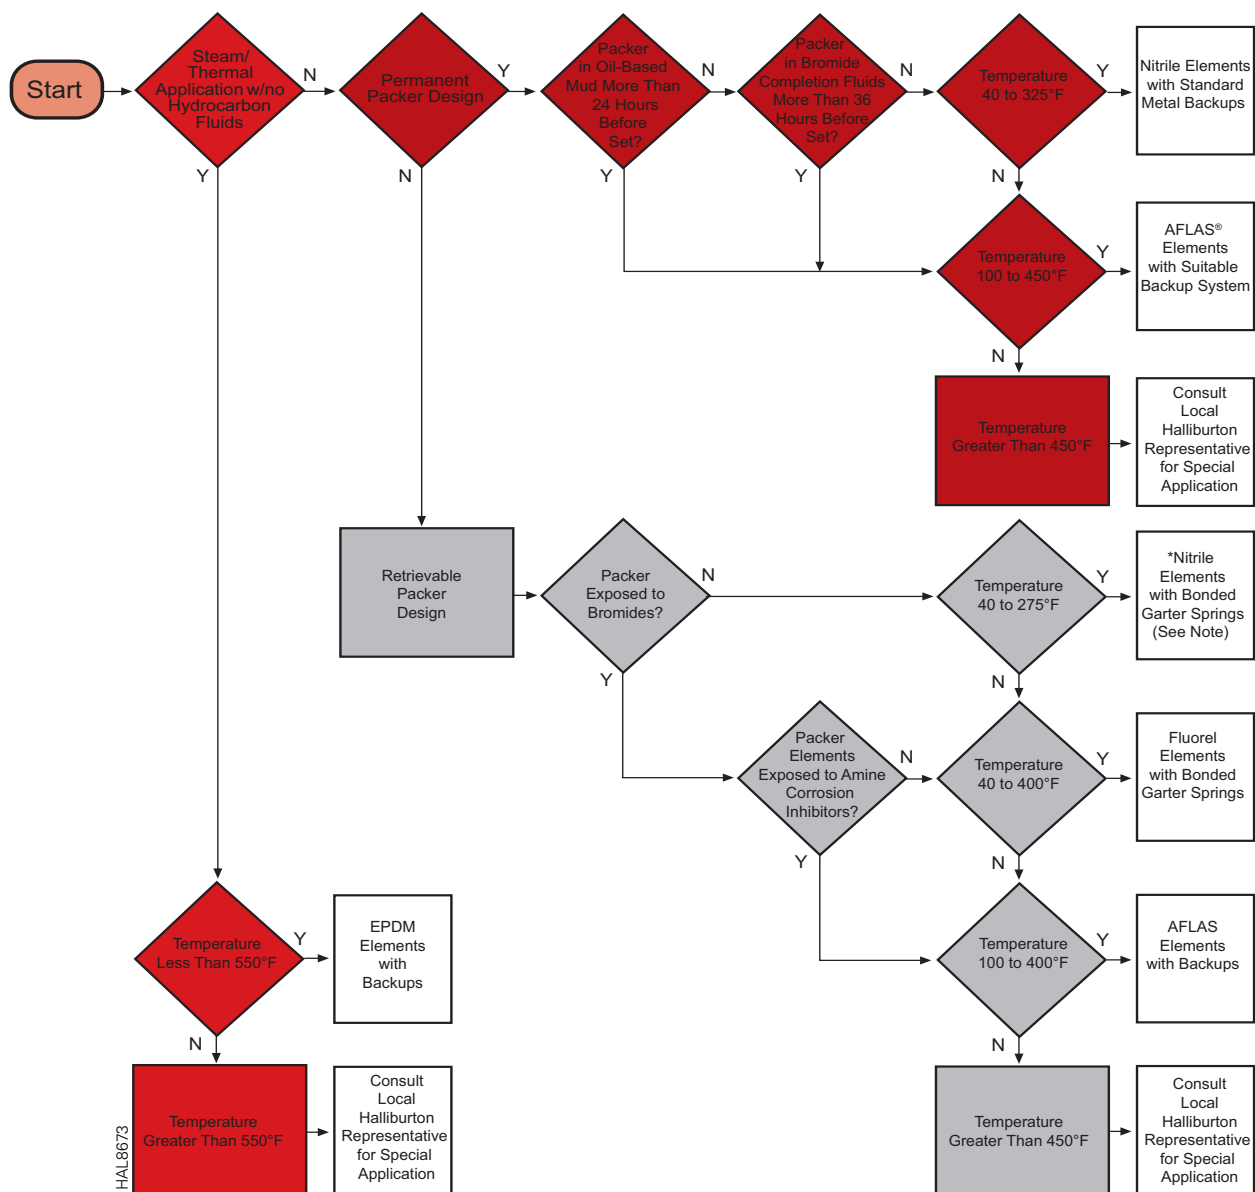 Start
Steam/
Thermal
Application w/no
Hydrocarbon
Fluids
N
Y
Permanent
Packer Design
Y
N
Packer
in Oil-Based
Mud More Than
24 Hours
Before
Set?
N
Y
Packer
in Bromide
Completion Fluids
More Than 36
Hours Before
Set?
N
Y
Temperature
40 to 325°F
Y
N
Nitrile Elements
with Standard
Metal Backups
Temperature
100 to 450°F
Y
N
AFLAS®
Elements
with Suitable
Backup System
Temperature
Greater Than 450°F
Consult
Local
Halliburton
Representative
for Special
Application
Retrievable
Packer
Design
Packer
Exposed to
Bromides?
N
Y
Temperature
40 to 275°F
Y
N
*Nitrile
Elements
with Bonded
Garter Springs
(See Note)
Packer
Elements
Exposed to Amine
Corrosion
Inhibitors?
N
Y
Temperature
40 to 400°F
Y
N
Fluorel
Elements
with Bonded
Garter Springs
Temperature
Less Than 550°F
Y
N
EPDM
Elements
with
Backups
Temperature
100 to 400°F
Y
N
AFLAS
Elements
with Backups
Temperature
Greater Than 550°F
Consult
Local
Halliburton
Representative
for Special
Application
Temperature
Greater Than 450°F
Consult
Local
Halliburton
Representative
for Special
Application
HAL8673